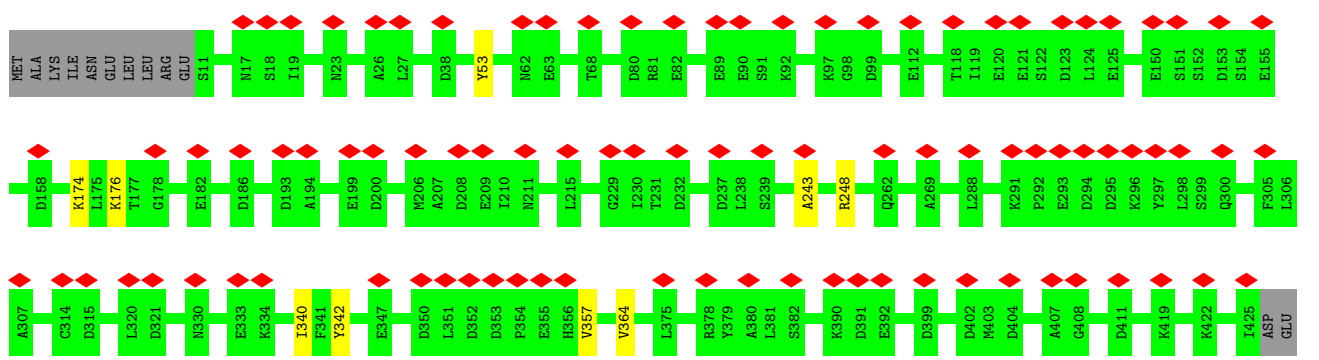 MET ALA LYS ILE ASN GLU LEU LEU ARG GLU S11 N17 S18 I19 N23 A26 L27 D38 Y53 N62 E63 T68 D80 R81 E82 E89 E90 S91 K92 K97 G98 D99 E112 T118 I119 E120 E121 S122 D123 L124 E125 E150 S151 S152 D153 S154 E155
D158 K174 L175 K176 T177 G178 E182 D186 D193 A194 E199 D200 M206 A207 D208 E209 I210 N211 L215 G229 I230 T231 D232 D237 L238 S239 A243 R248 Q262 A269 L288 K291 P292 E293 D294 D295 K296 Y297 L298 S299 Q300 F305 L306
A307 C314 D315 L320 D321 N330 E333 K334 I340 F341 Y342 E347 D350 L351 D352 D353 P354 E355 H356 V357 V364 L375 R378 Y379 A380 L381 S382 K390 D391 E392 D399 D402 M403 D404 A407 G408 D411 K419 K422 I425 ASP GLU